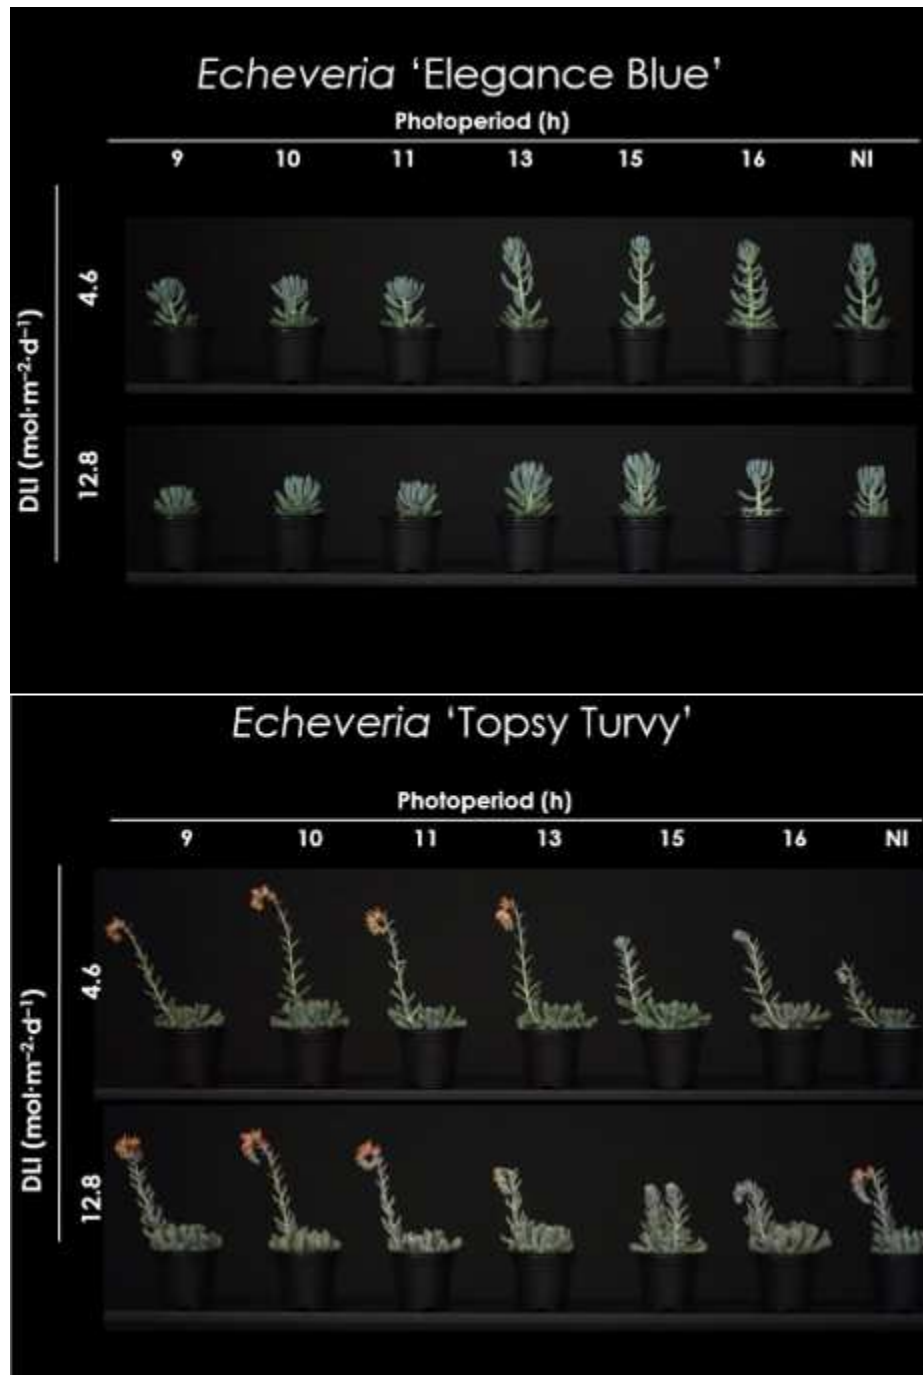 Echeveria ‘Elegance Blue’
Photoperiod (h)
9 10 11 13 15 16 NI
DLI (mol·m⁻²·d⁻¹)
4.6
12.8
Echeveria ‘Topsy Turvy’
Photoperiod (h)
9 10 11 13 15 16 NI
DLI (mol·m⁻²·d⁻¹)
4.6
12.8